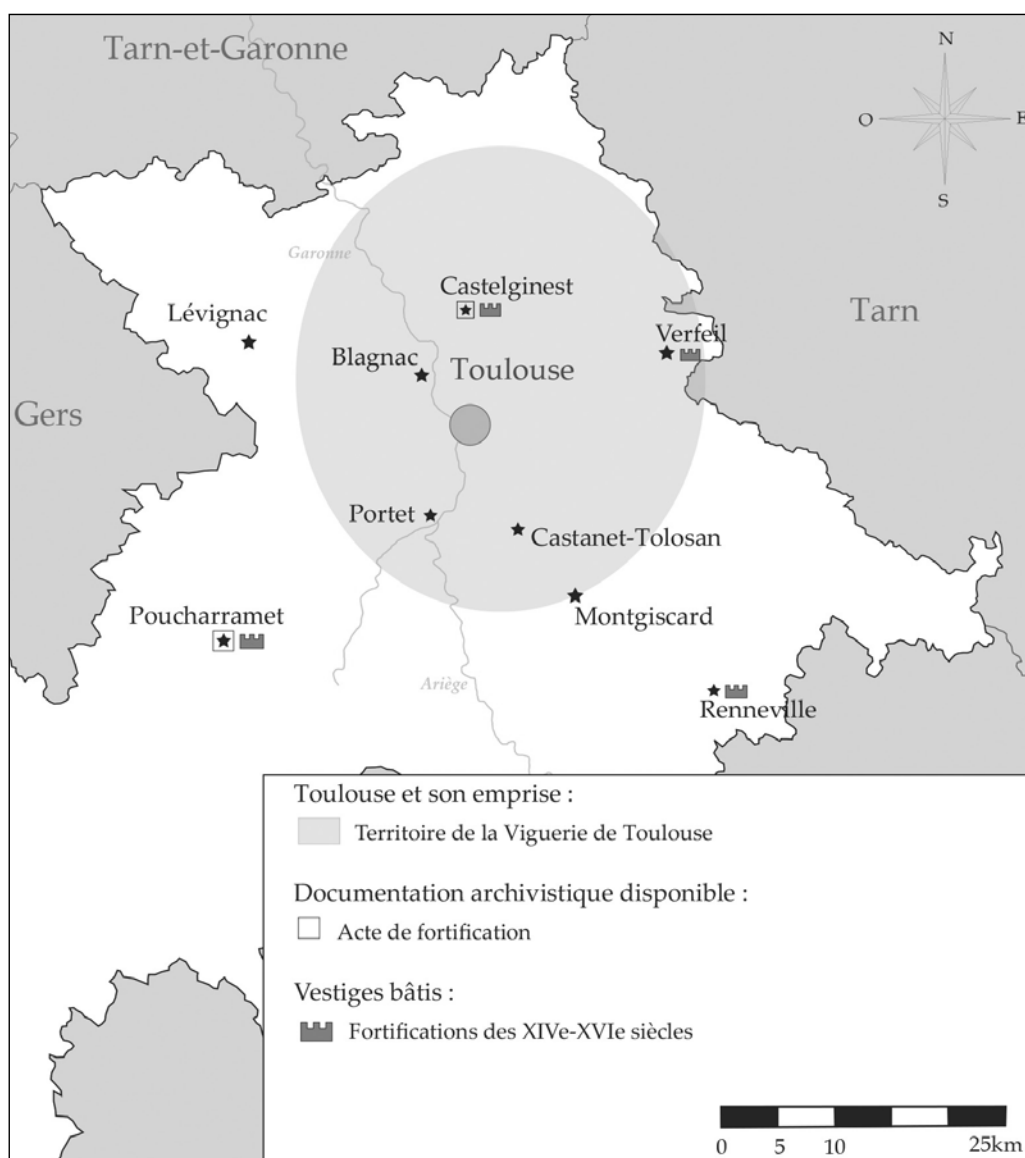 Tarn-et-Garonne
N
O
E
S
Garonne
Castelginest
Lévignac
Tarn
Verfeil
Blagnac
Toulouse
Gers
Portet
Castanet-Tolosan
Poucharramet
Montgiscard
Ariège
Renneville
Toulouse et son emprise :
Territoire de la Viguerie de Toulouse
Documentation archivistique disponible :
Acte de fortification
Vestiges bâtis :
Fortifications des XIVe-XVIe siècles
0 5 10 25km